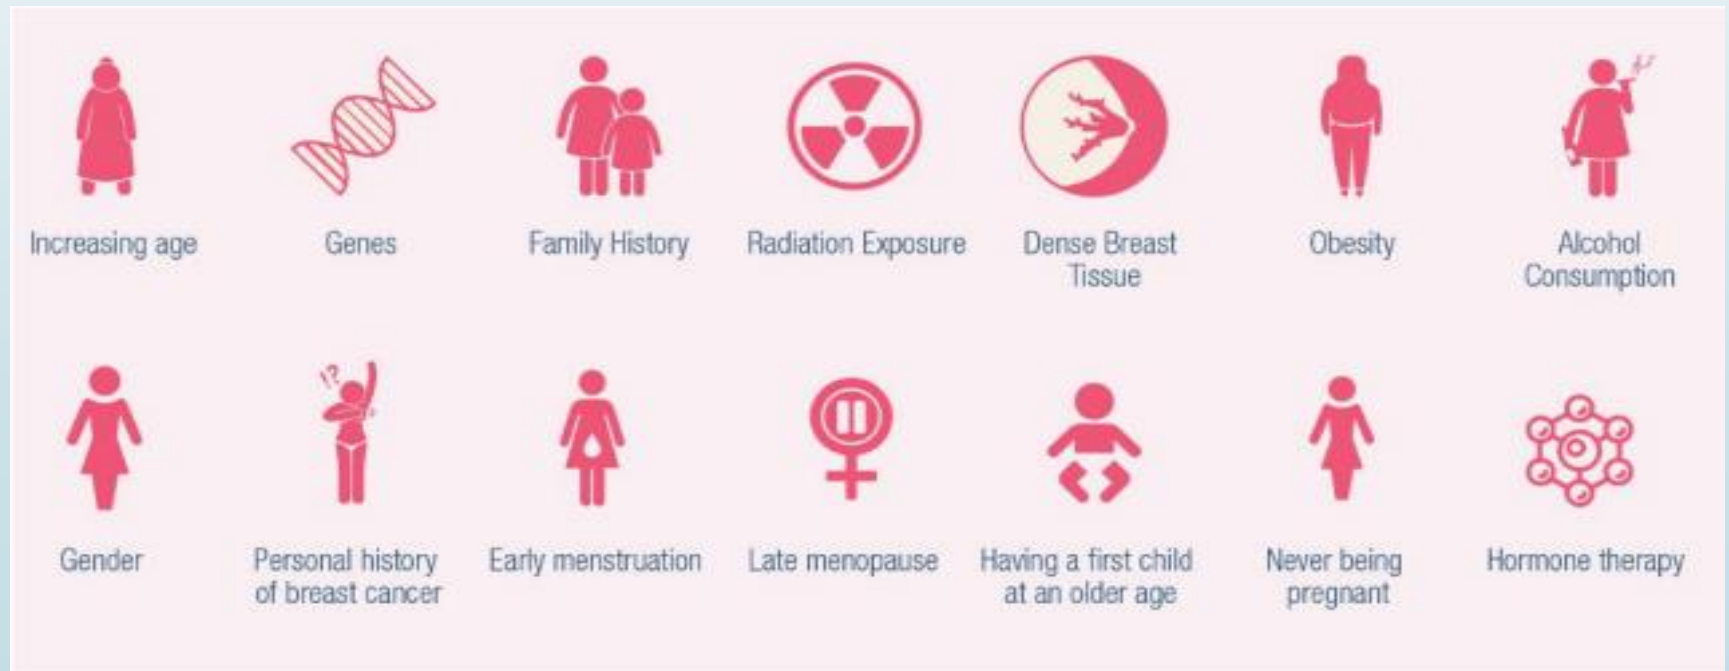 Increasing age
Genes
Family History
Radiation Exposure
Dense Breast
Tissue
Obesity
Alcohol
Consumption
!?
Gender
Personal history
of breast cancer
Early menstruation
Late menopause
Having a first child
at an older age
Never being
pregnant
Hormone therapy